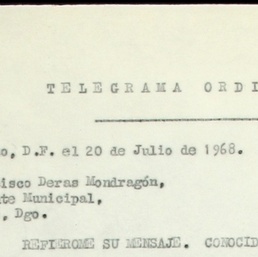 TELEGRAMA ORDI
o, D.F. el 20 de Julio de 1968.
isco Deras Mondragón,
te Municipal,
, Dgo.
REFIEROME SU MENSAJE. CONOCID